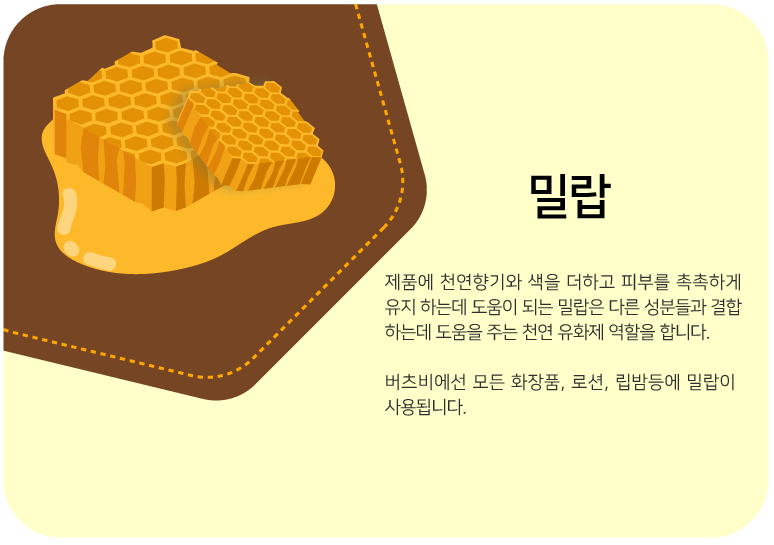 밀랍
제품에 천연향기와 색을 더하고 피부를 촉촉하게
유지 하는데 도움이 되는 밀랍은 다른 성분들과 결합
하는데 도움을 주는 천연 유화제 역할을 합니다.
버츠비에선 모든 화장품, 로션, 립밤등에 밀랍이
사용됩니다.